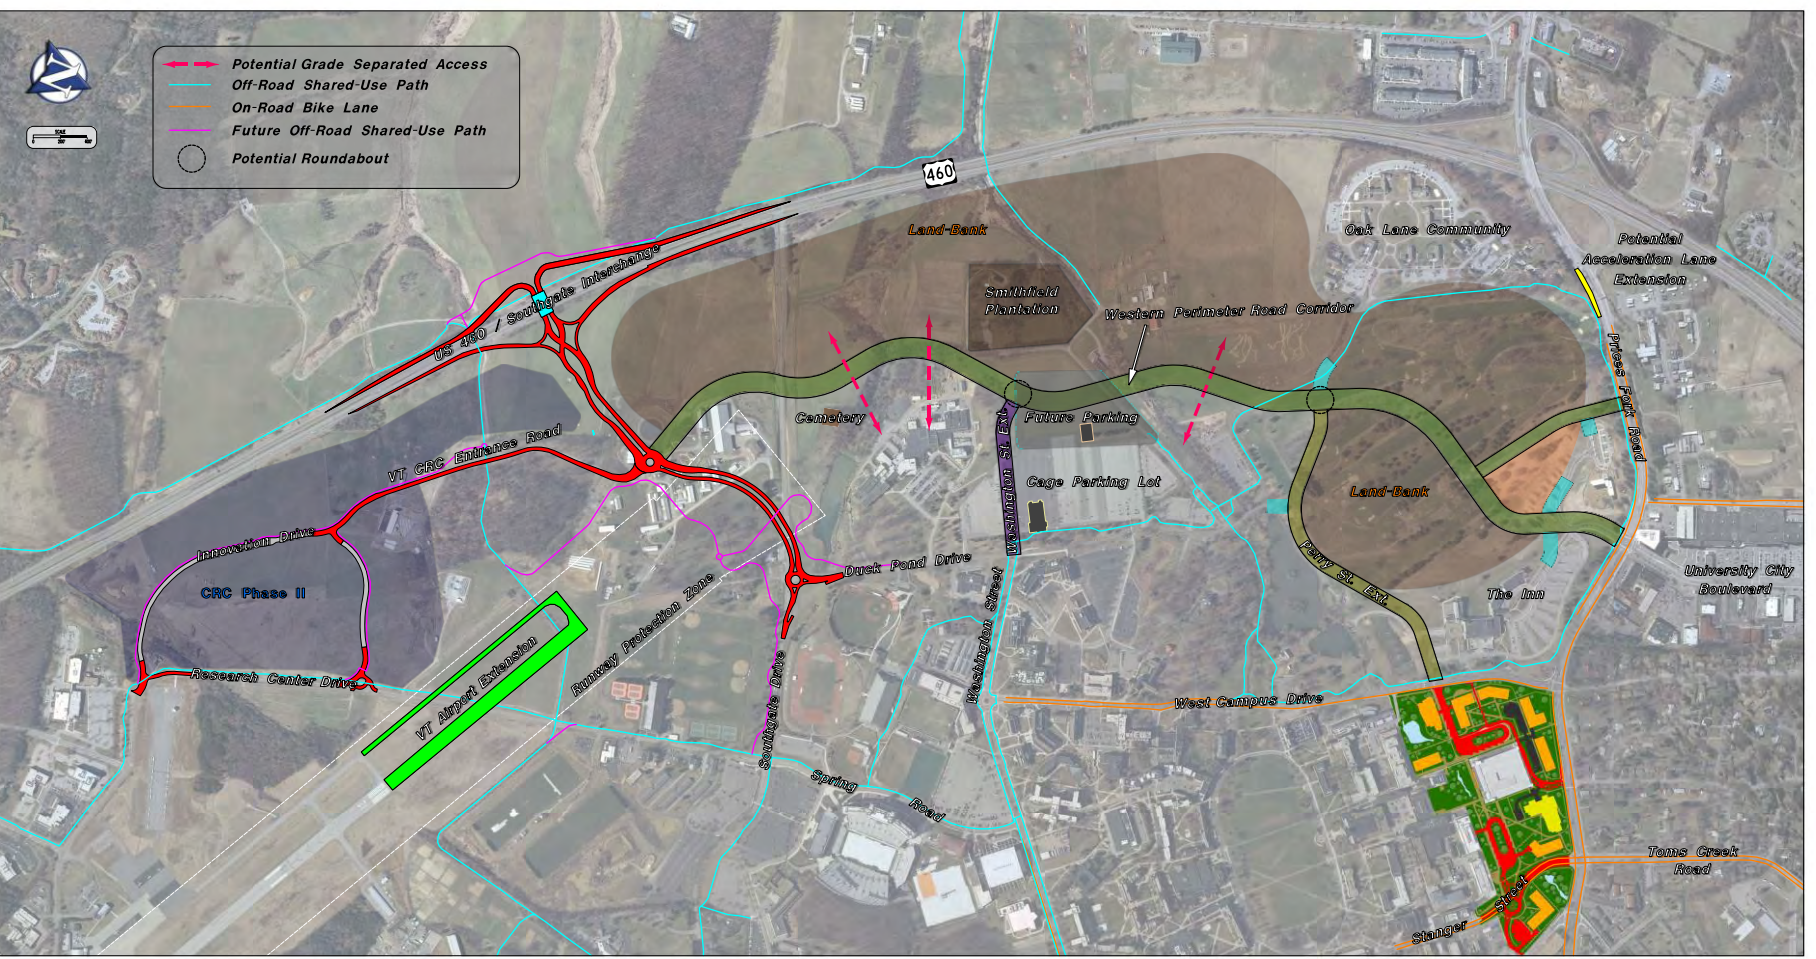 N
Potential Grade Separated Access
Off-Road Shared-Use Path
On-Road Bike Lane
Future Off-Road Shared-Use Path
Potential Roundabout
SCALE
0
460
Land-Bank
Oak Lane Community
Potential
Acceleration Lane
Extension
Smithfield
Plantation
Western Perimeter Road Corridor
US 460 / Southgate Interchange
Prices Fork Road
Cemetery
Future Parking
Washington St. Ext.
VT CRC Entrance Road
Cage Parking Lot
Land-Bank
Innovation Drive
Duck Pond Drive
Perry St. Ext.
University City
Boulevard
CRC Phase II
The Inn
Runway Protection Zone
Washington Street
VT Airport Extension
Research Center Drive
Southgate Drive
West Campus Drive
Spring
Road
Toms Creek
Road
Stanger
Street